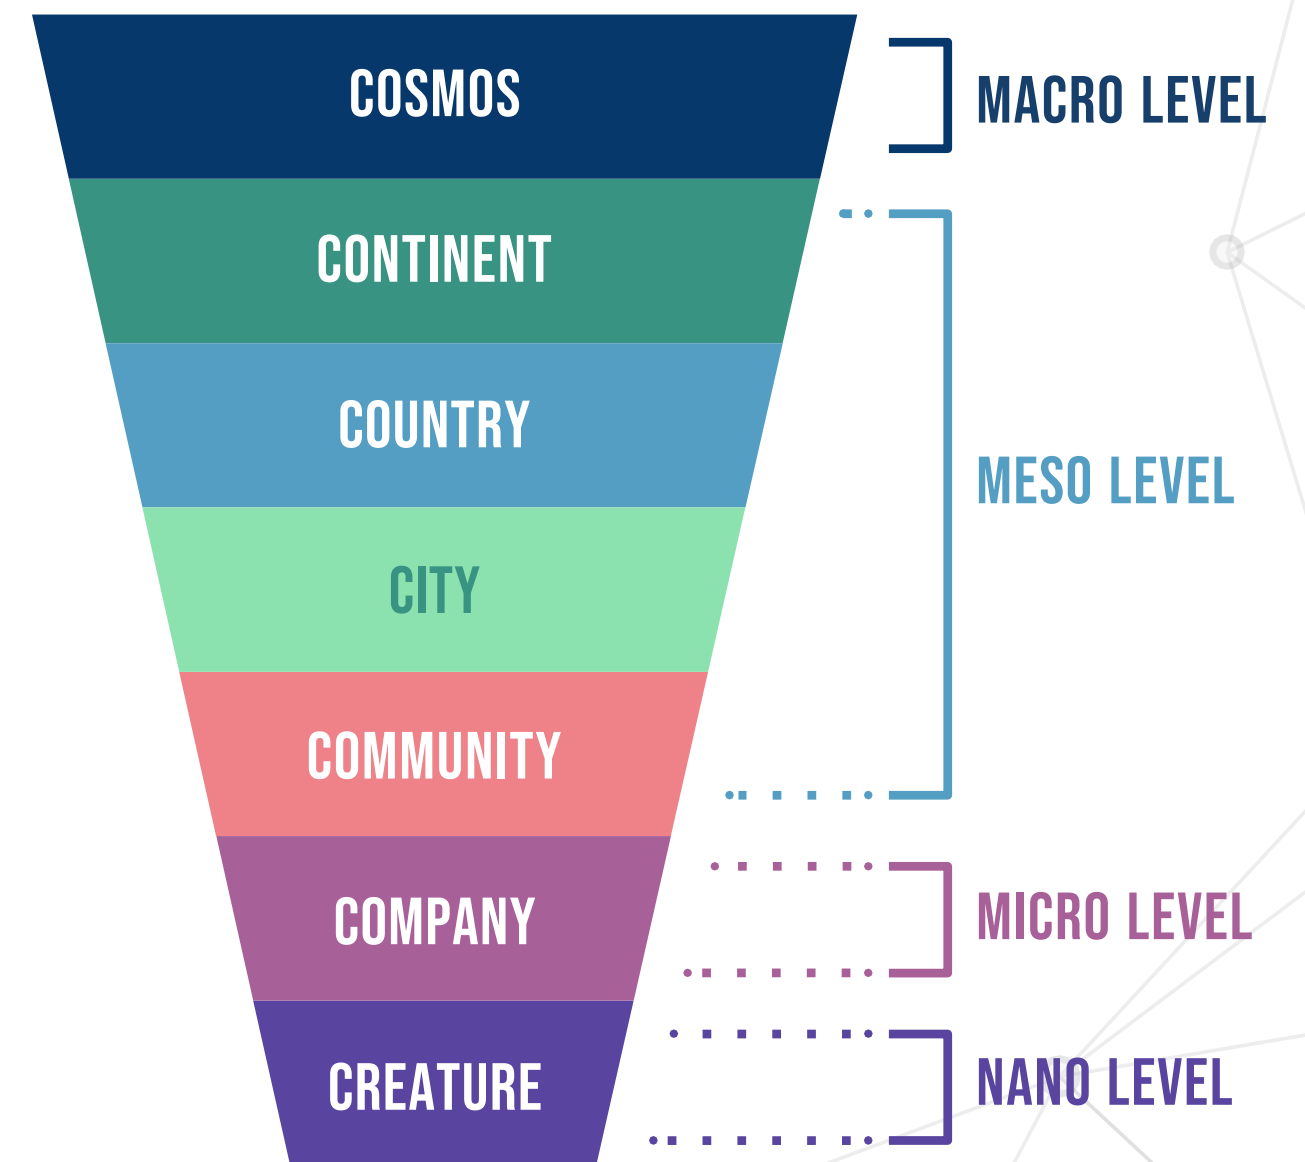 COSMOS
MACRO LEVEL
CONTINENT
COUNTRY
MESO LEVEL
CITY
COMMUNITY
COMPANY
MICRO LEVEL
CREATURE
NANO LEVEL